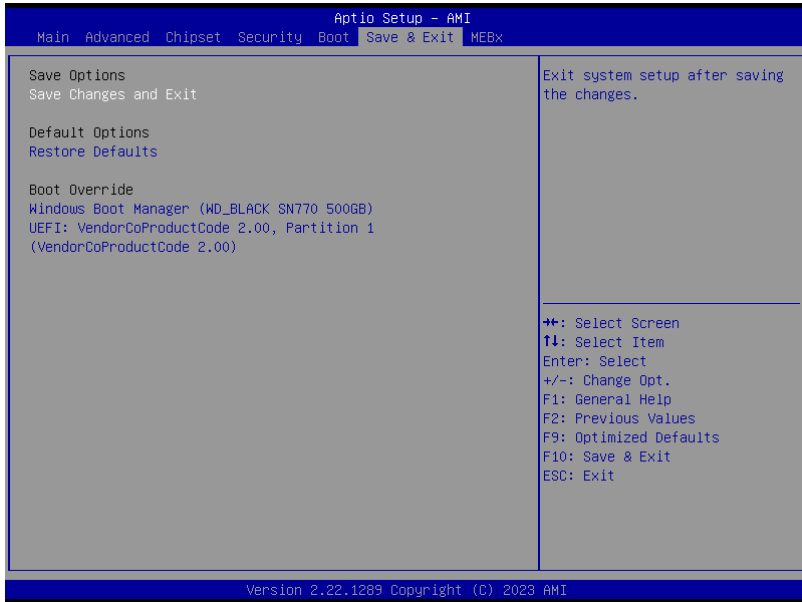 Aptio Setup - AMI
Main Advanced Chipset Security Boot Save & Exit MEBx
Save Options
Save Changes and Exit
Default Options
Restore Defaults
Boot Override
Windows Boot Manager (WD_BLACK SN770 500GB)
UEFI: VendorCoProductCode 2.00, Partition 1
(VendorCoProductCode 2.00)
Exit system setup after saving
the changes.
→←: Select Screen
↑↓: Select Item
Enter: Select
+/-: Change Opt.
F1: General Help
F2: Previous Values
F9: Optimized Defaults
F10: Save & Exit
ESC: Exit
Version 2.22.1289 Copyright (C) 2023 AMI